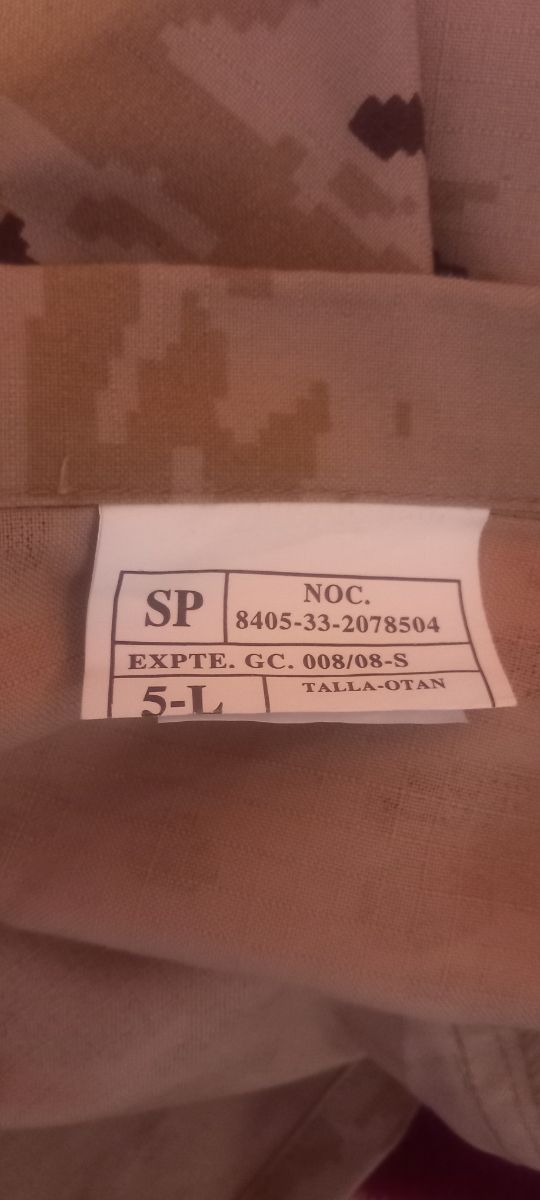 SP
NOC.
8405-33-2078504
EXPTE. GC. 008/08-S
5-L
TALLA-OTAN